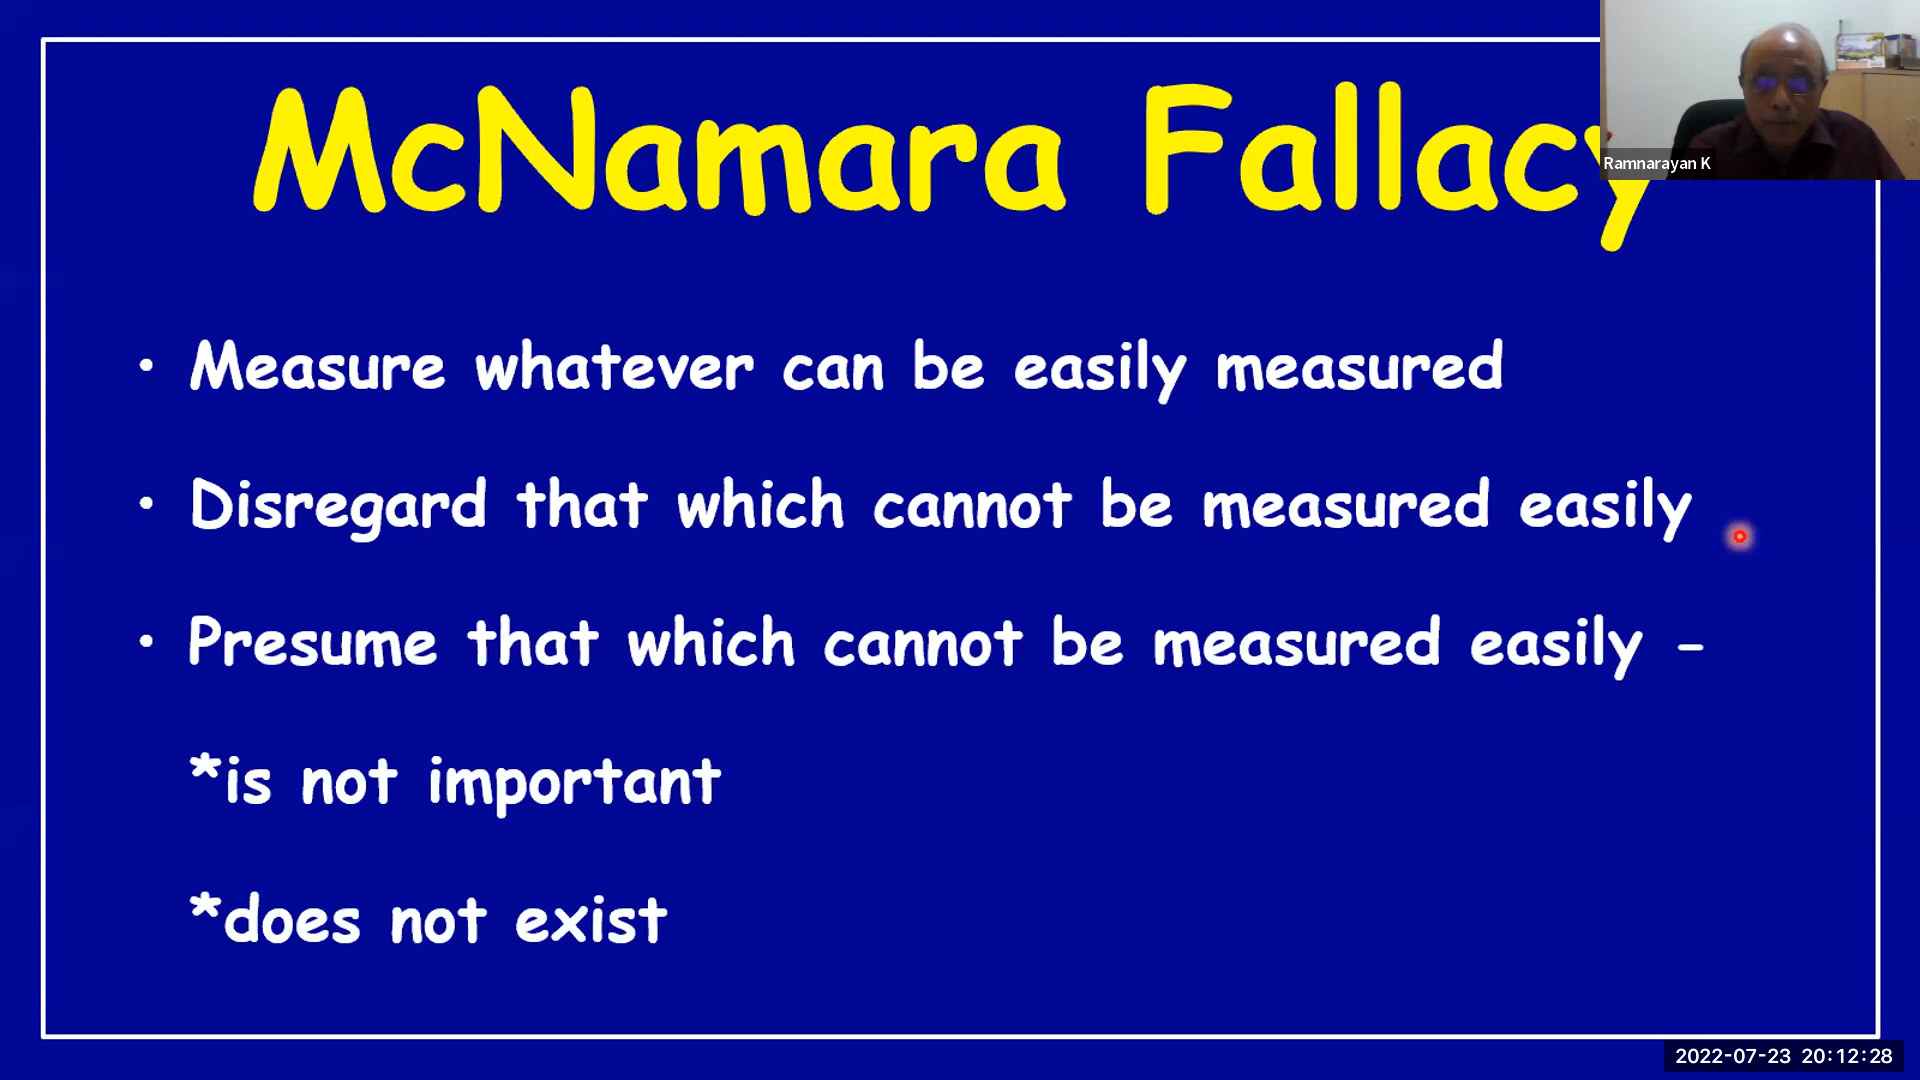 McNamara Fallacy
Ramnarayan K
• Measure whatever can be easily measured
• Disregard that which cannot be measured easily
• Presume that which cannot be measured easily -
*is not important
*does not exist
2022-07-23 20:12:28